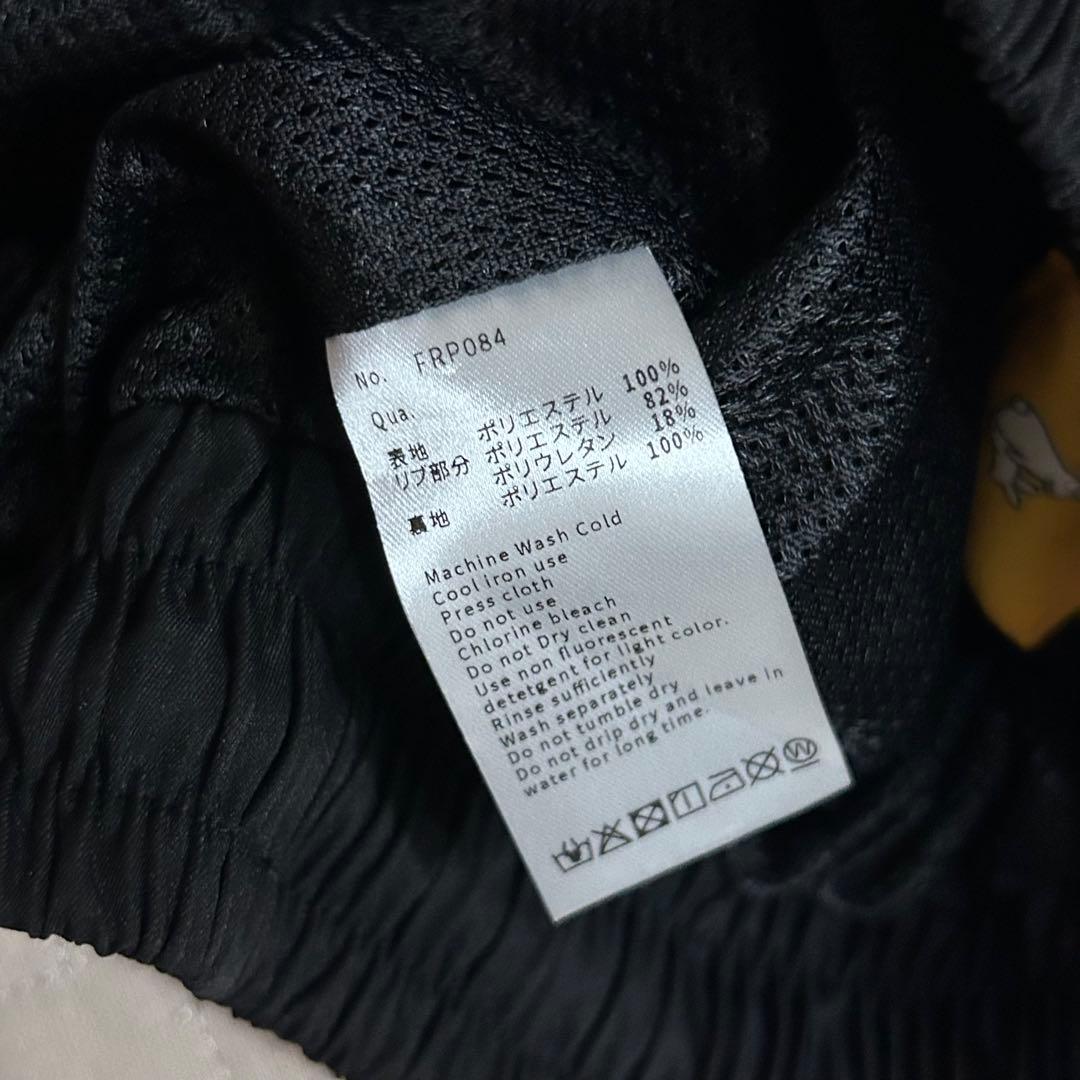 No. FRP084
Qua.
表地 ポリエステル 100%
リブ部分 ポリエステル 82%
ポリウレタン 18%
裏地 ポリエステル 100%
Machine Wash Cold
Cool iron use
Press cloth
Do not use
Chlorine bleach
Do not Dry clean
Use non fluorescent
detetgent for light color.
Rinse sufficiently
Wash separately
Do not tumble dry
Do not drip dry and leave in
water for long time.
W